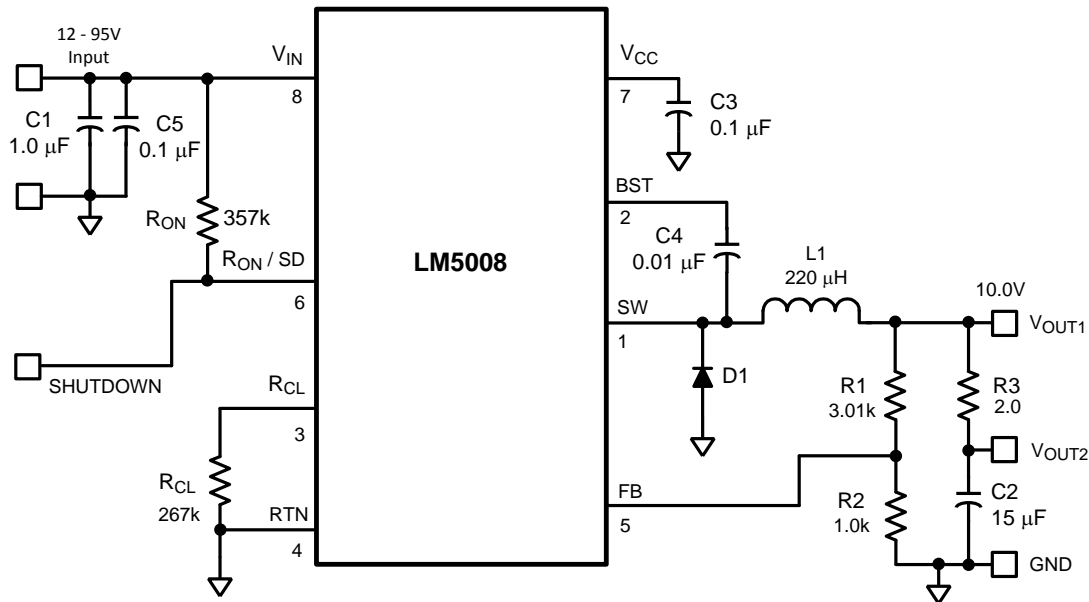 12 - 95V
Input
V_IN
8
C1
1.0 μF
C5
0.1 μF
R_ON
357k
R_ON / SD
6
SHUTDOWN
R_CL
3
R_CL
267k
RTN
4
LM5008
V_CC
7
C3
0.1 μF
BST
2
C4
0.01 μF
L1
220 μH
SW
1
D1
10.0V
V_OUT1
R1
3.01k
R3
2.0
V_OUT2
FB
5
R2
1.0k
C2
15 μF
GND